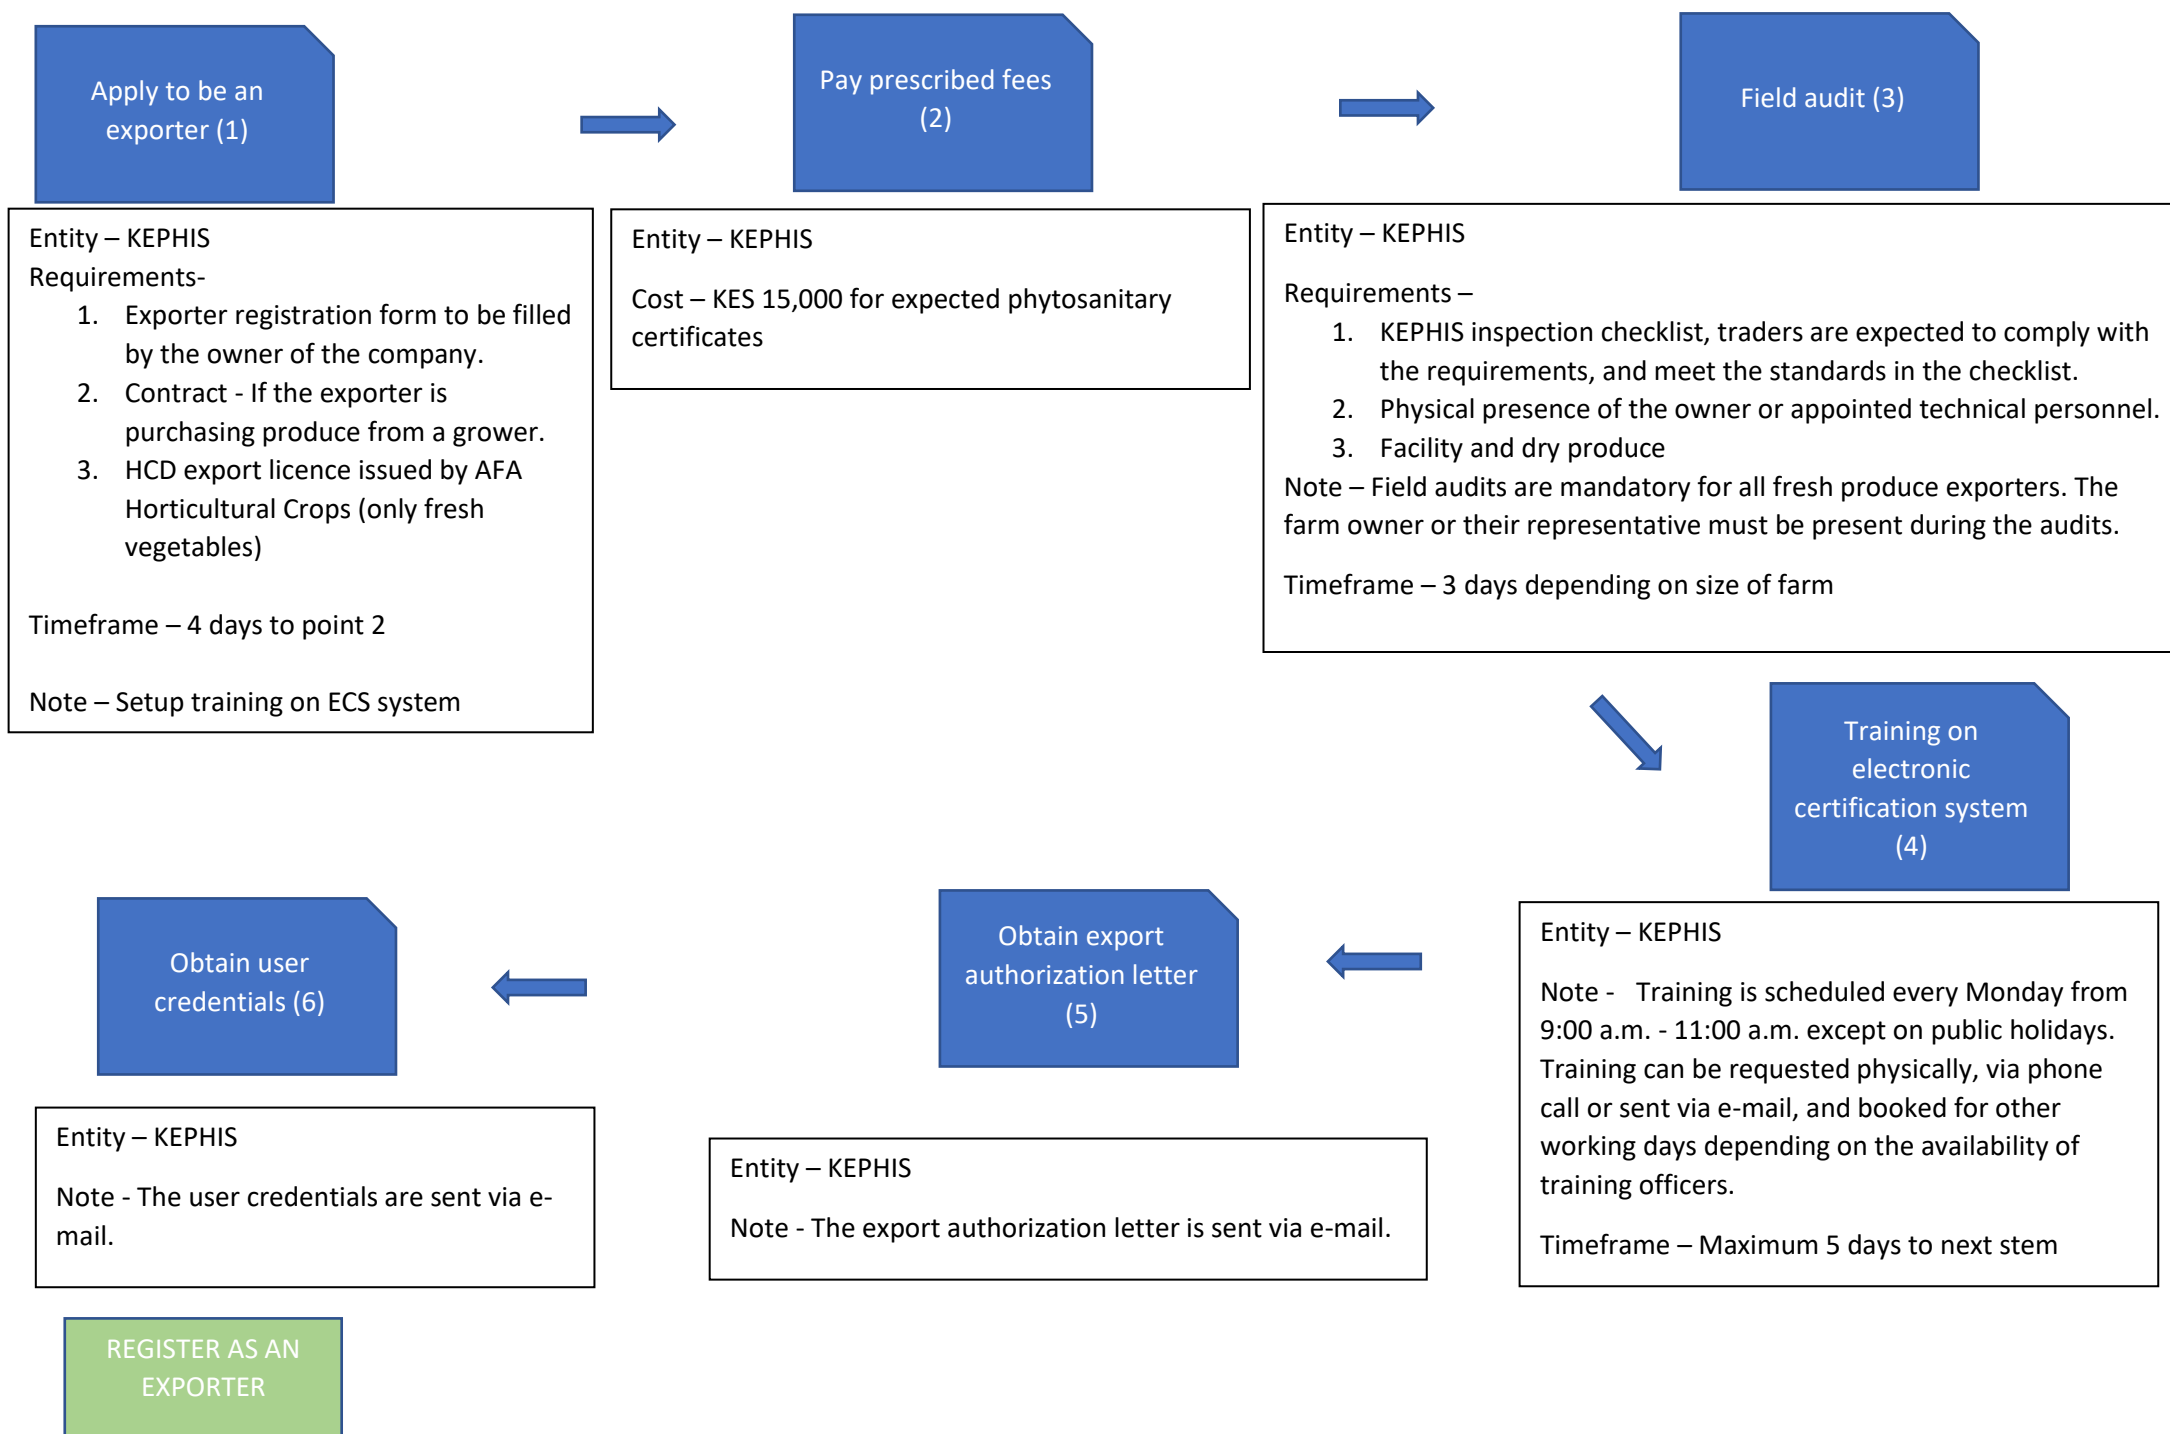 Apply to be an
exporter (1)
Pay prescribed fees
(2)
Field audit (3)
Entity – KEPHIS
Requirements-
1. Exporter registration form to be filled
by the owner of the company.
2. Contract - If the exporter is
purchasing produce from a grower.
3. HCD export licence issued by AFA
Horticultural Crops (only fresh
vegetables)
Timeframe – 4 days to point 2
Note – Setup training on ECS system
Entity – KEPHIS
Cost – KES 15,000 for expected phytosanitary
certificates
Entity – KEPHIS
Requirements –
1. KEPHIS inspection checklist, traders are expected to comply with
the requirements, and meet the standards in the checklist.
2. Physical presence of the owner or appointed technical personnel.
3. Facility and dry produce
Note – Field audits are mandatory for all fresh produce exporters. The
farm owner or their representative must be present during the audits.
Timeframe – 3 days depending on size of farm
Training on
electronic
certification system
(4)
Entity – KEPHIS
Note - Training is scheduled every Monday from
9:00 a.m. - 11:00 a.m. except on public holidays.
Training can be requested physically, via phone
call or sent via e-mail, and booked for other
working days depending on the availability of
training officers.
Timeframe – Maximum 5 days to next stem
Obtain export
authorization letter
(5)
Entity – KEPHIS
Note - The export authorization letter is sent via e-mail.
Obtain user
credentials (6)
Entity – KEPHIS
Note - The user credentials are sent via e-
mail.
REGISTER AS AN
EXPORTER